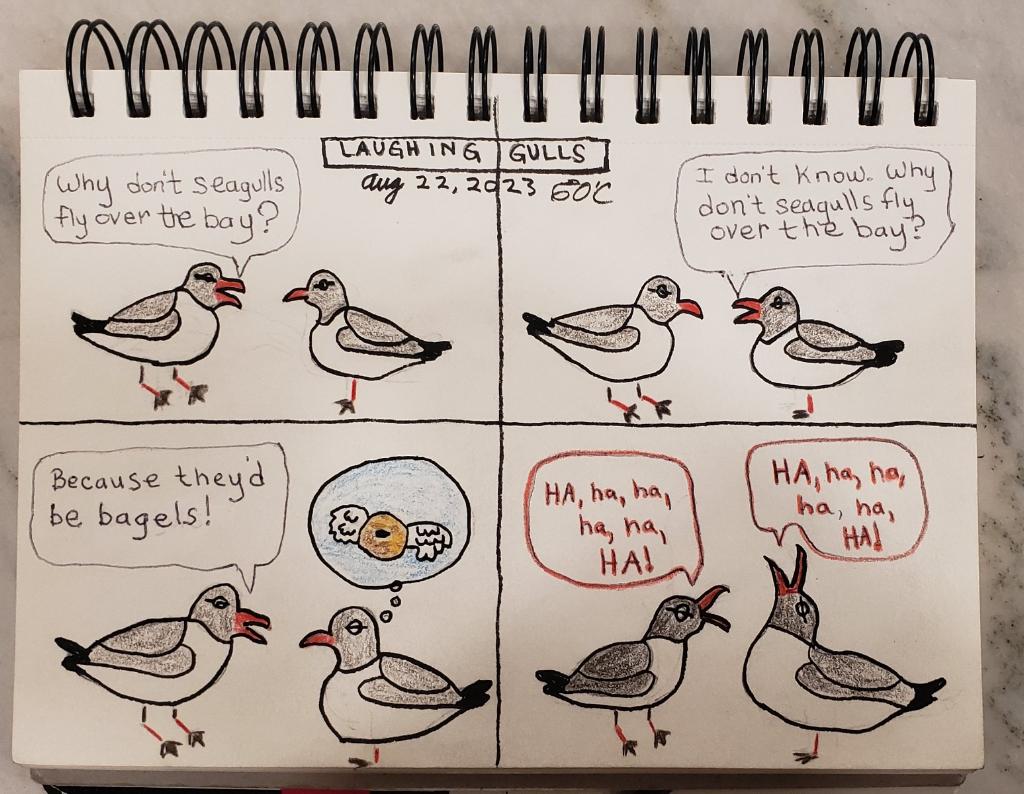 LAUGHING GULLS
Aug 22, 2023
Why don't seagulls
fly over the bay?
I don't know. Why
don't seagulls fly
over the bay?
Because they'd
be bagels!
HA, ha, ha,
ha, ha,
HA!
HA, ha, ha,
ha, ha,
HA!